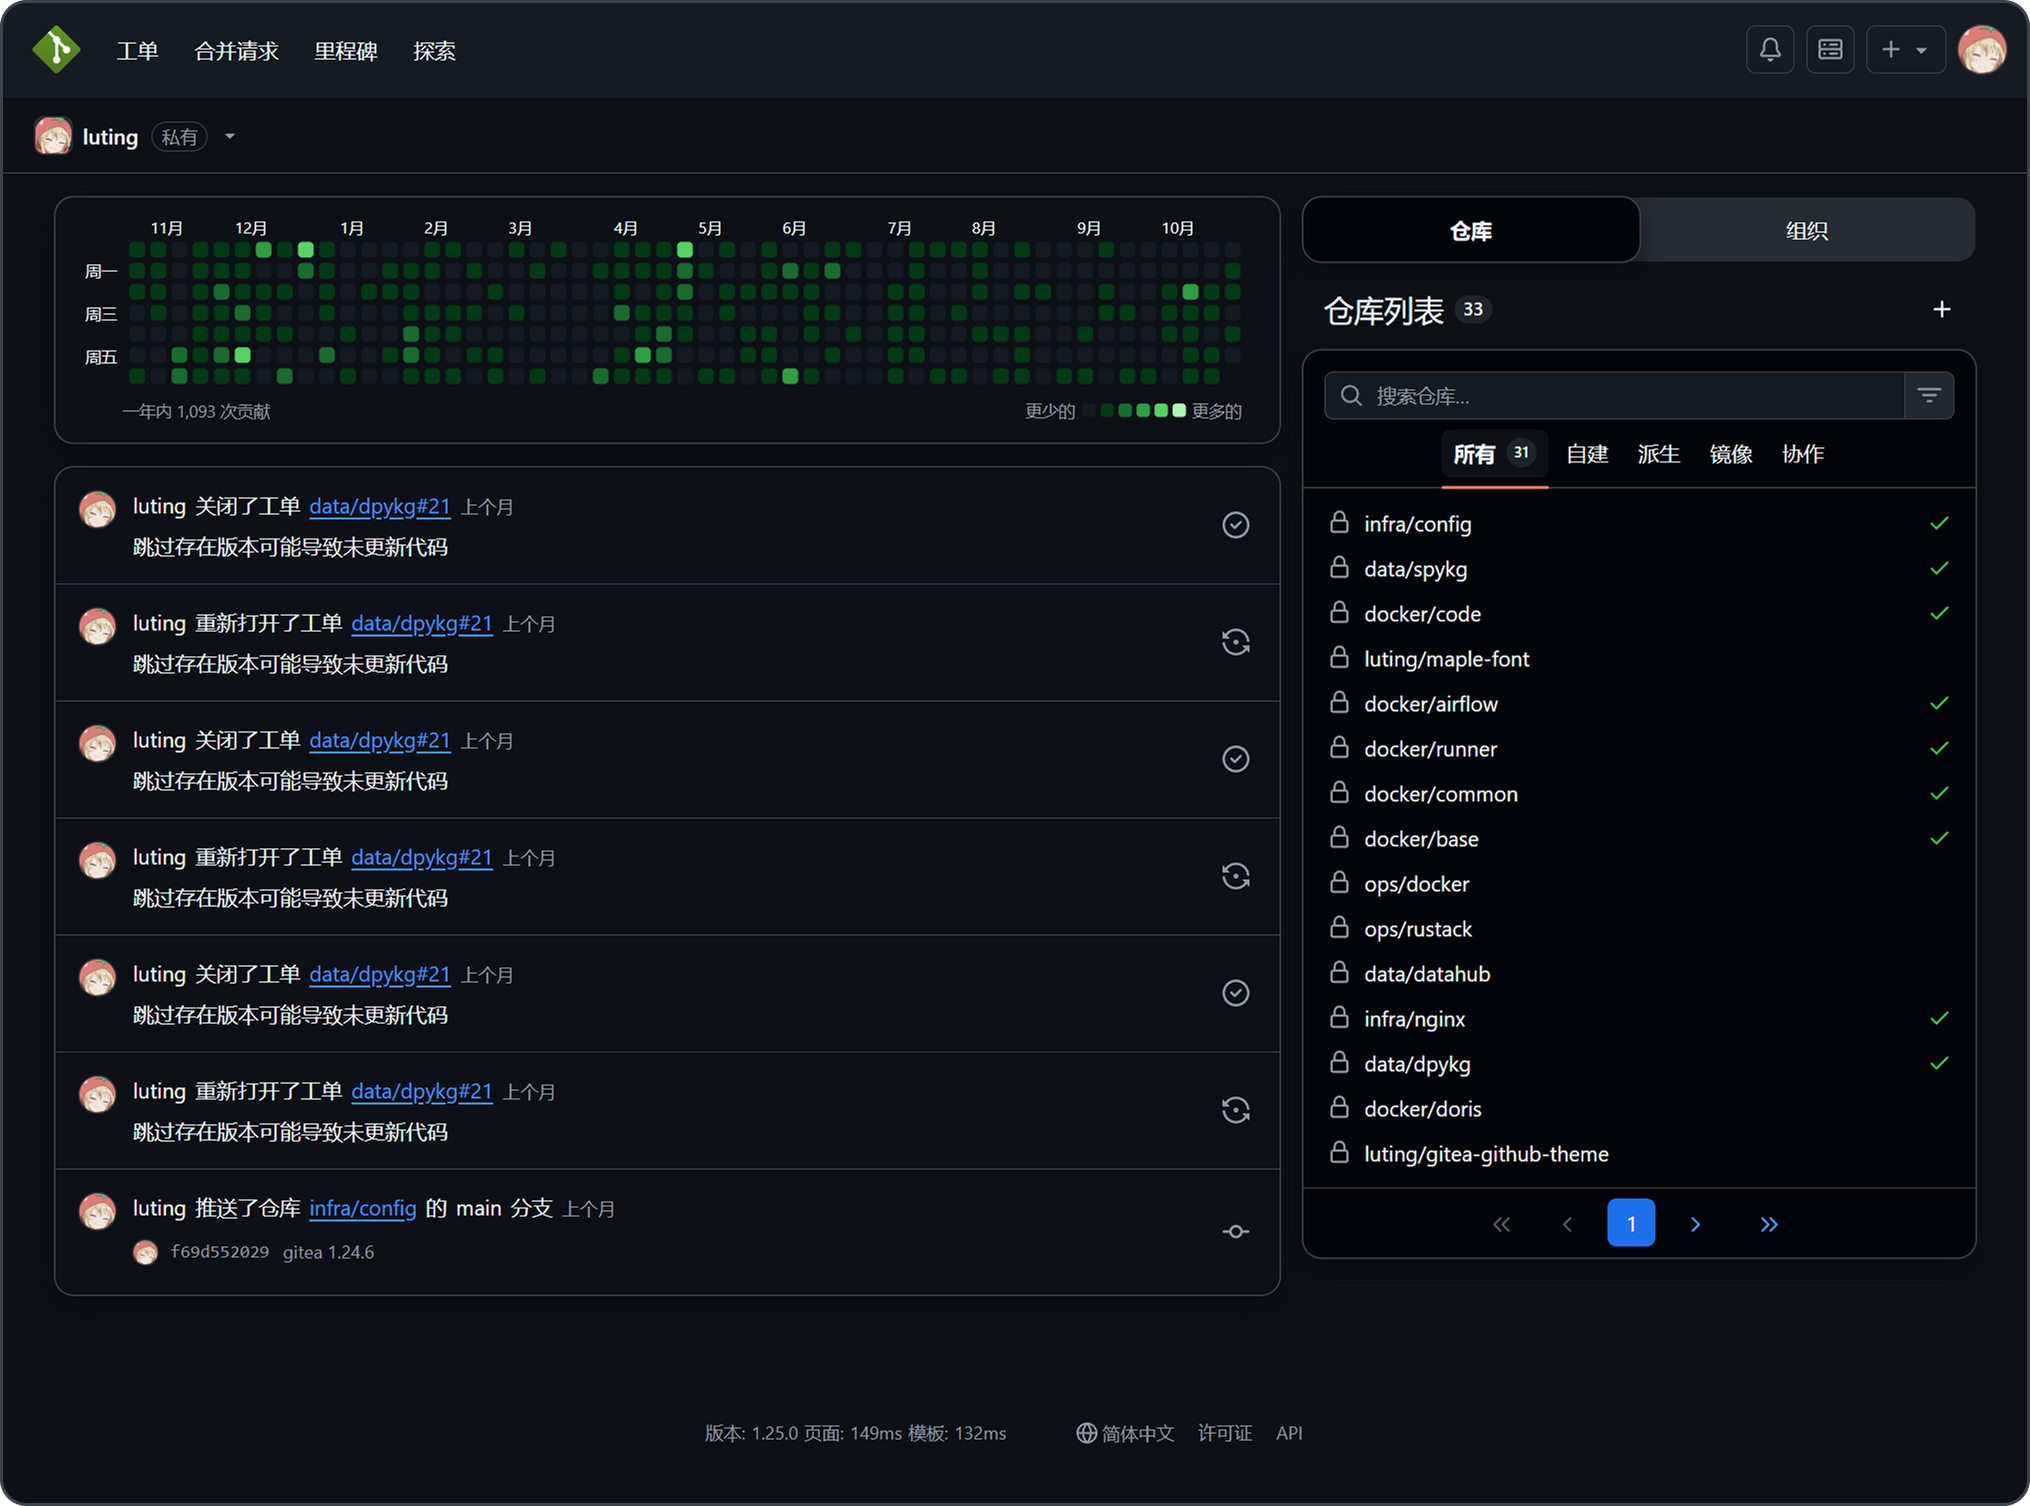 工单 合并请求 里程碑 探索
luting 私有
11月 12月 1月 2月 3月 4月 5月 6月 7月 8月 9月 10月
周一
周三
周五
一年内 1,093 次贡献 更少的 更多的
luting 关闭了工单 data/dpykg#21 上个月
跳过存在版本可能导致未更新代码
luting 重新打开了工单 data/dpykg#21 上个月
跳过存在版本可能导致未更新代码
luting 关闭了工单 data/dpykg#21 上个月
跳过存在版本可能导致未更新代码
luting 重新打开了工单 data/dpykg#21 上个月
跳过存在版本可能导致未更新代码
luting 关闭了工单 data/dpykg#21 上个月
跳过存在版本可能导致未更新代码
luting 重新打开了工单 data/dpykg#21 上个月
跳过存在版本可能导致未更新代码
luting 推送了仓库 infra/config 的 main 分支 上个月
f69d552029 gitea 1.24.6
仓库 组织
仓库列表 33
搜索仓库...
所有 31 自建 派生 镜像 协作
infra/config
data/spykg
docker/code
luting/maple-font
docker/airflow
docker/runner
docker/common
docker/base
ops/docker
ops/rustack
data/datahub
infra/nginx
data/dpykg
docker/doris
luting/gitea-github-theme
1
版本: 1.25.0 页面: 149ms 模板: 132ms 简体中文 许可证 API